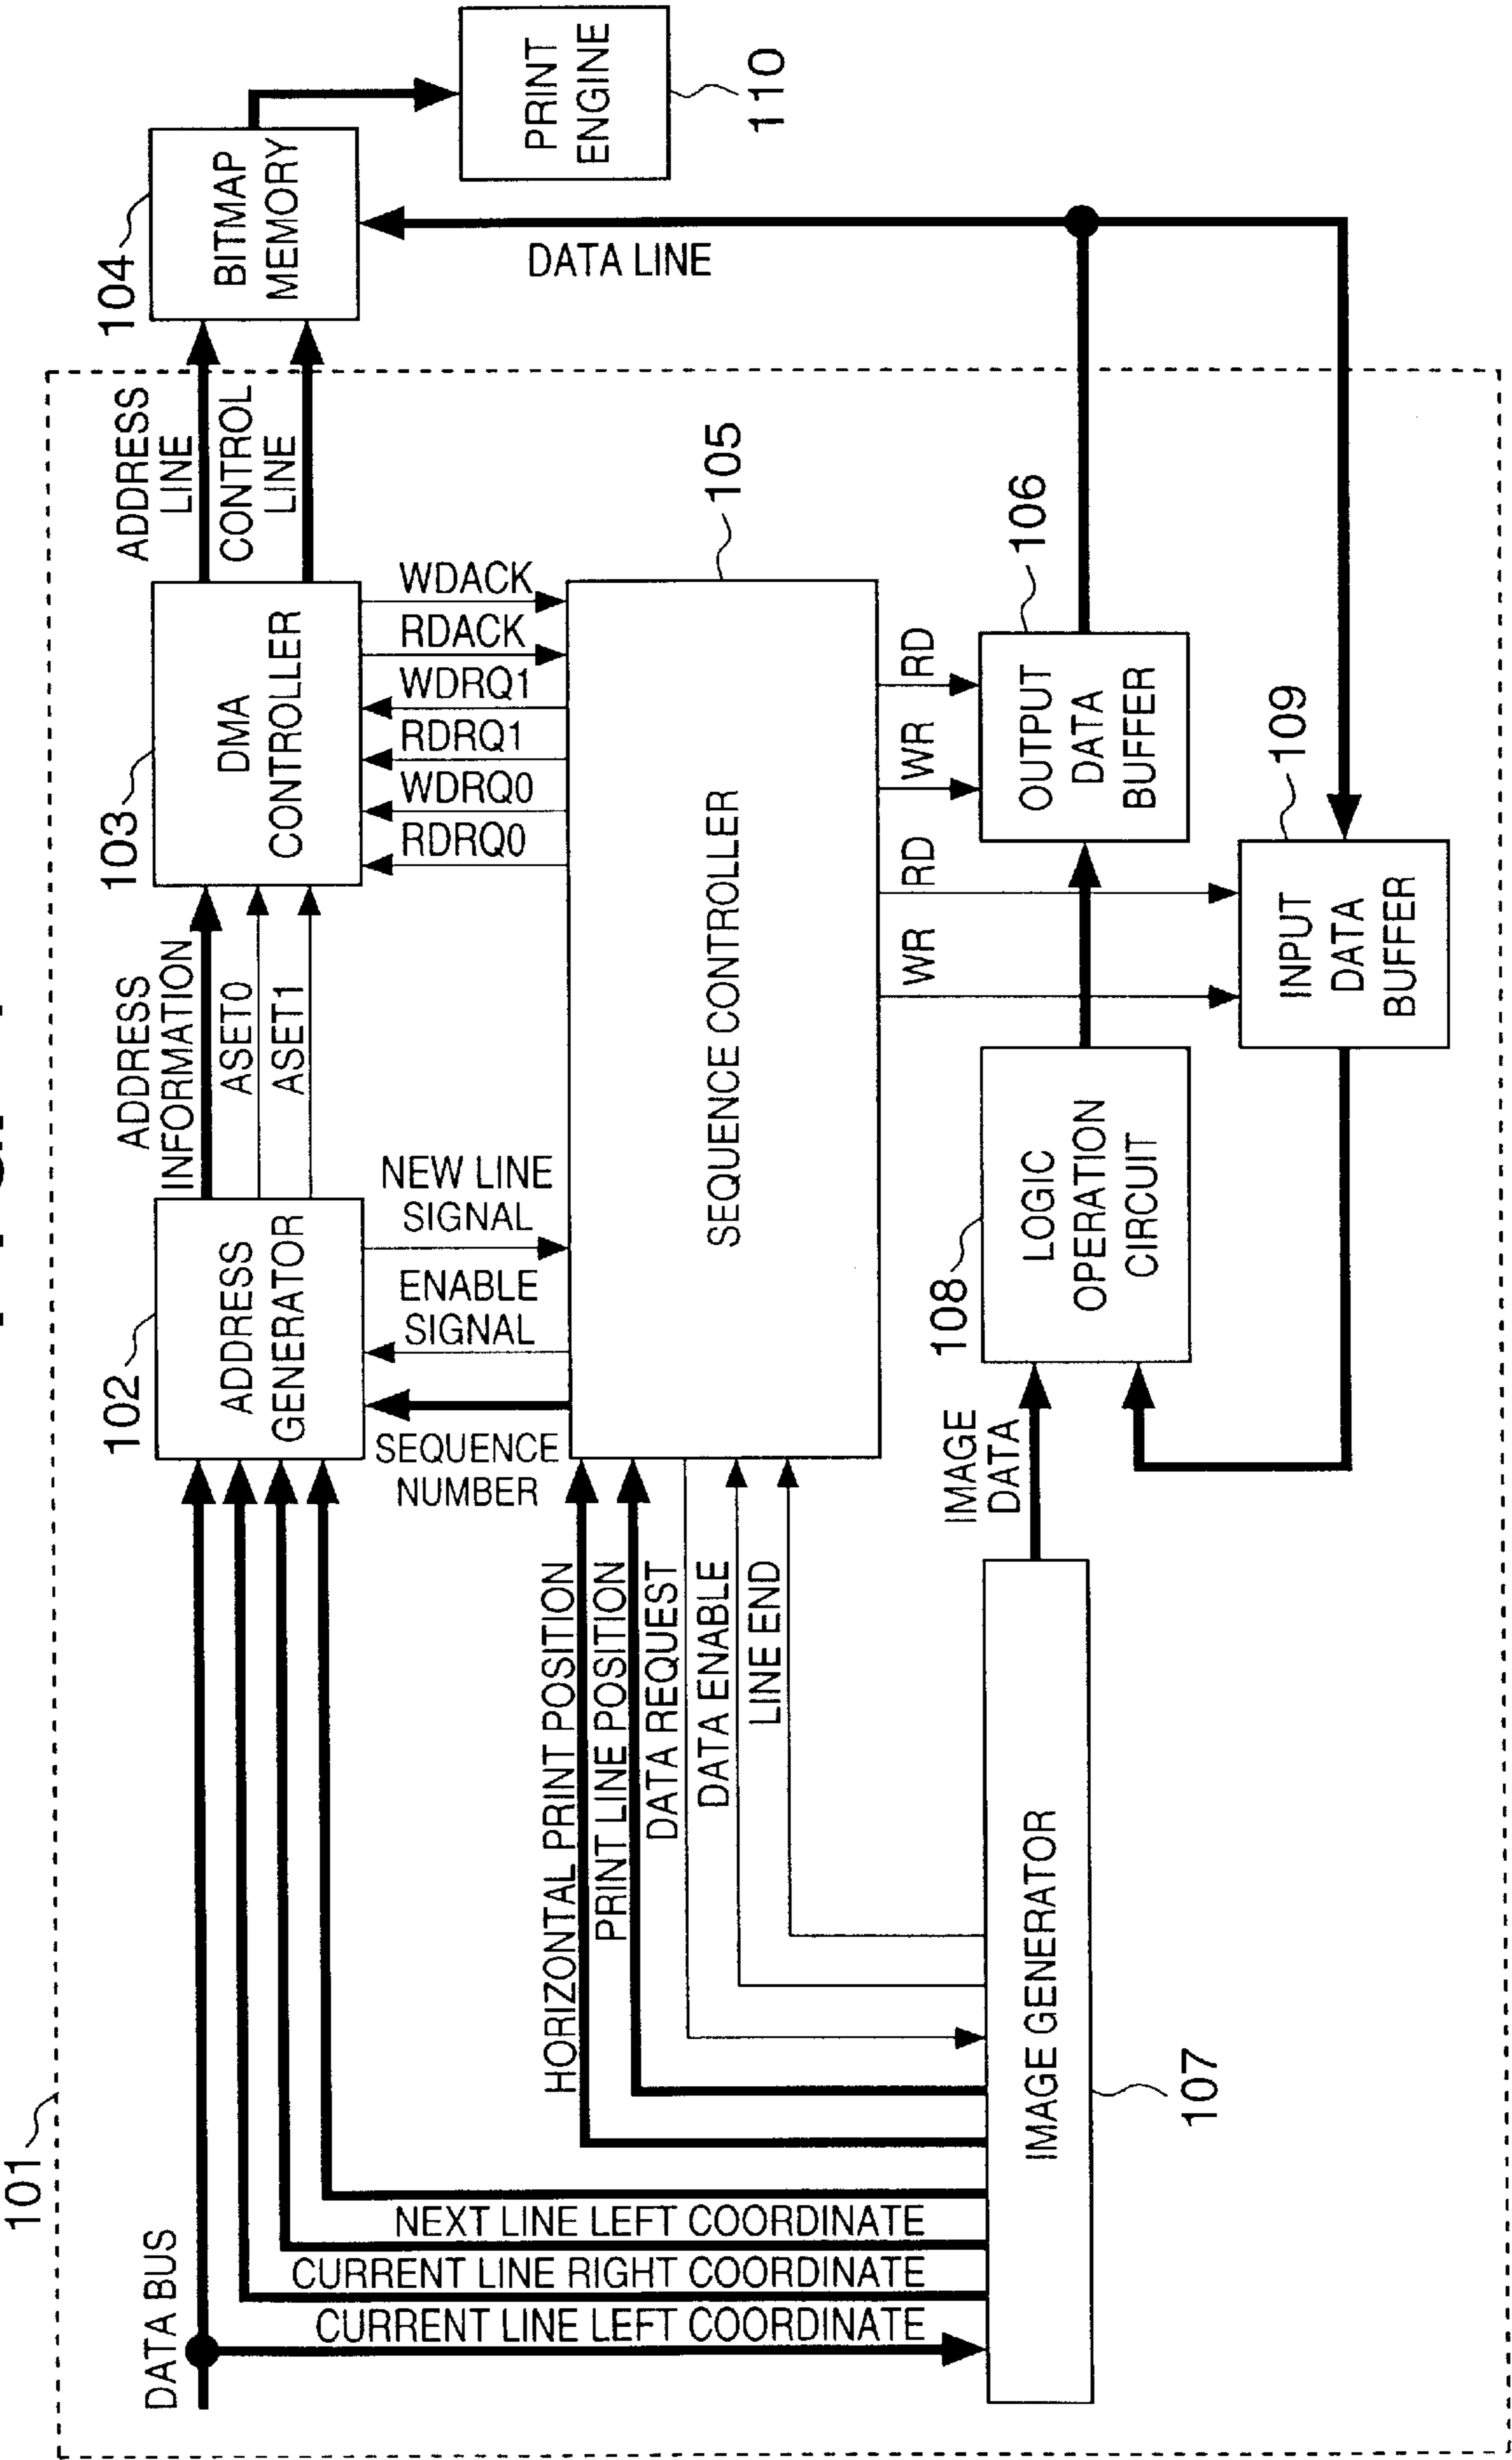 101
DATA BUS
102
ADDRESS
GENERATOR
ADDRESS
INFORMATION
ASET0
ASET1
103
DMA
CONTROLLER
ADDRESS
LINE
CONTROL
LINE
104
BITMAP
MEMORY
PRINT
ENGINE
110
SEQUENCE
NUMBER
ENABLE
SIGNAL
NEW LINE
SIGNAL
RDRQ0
WDRQ0
RDRQ1
WDRQ1
RDACK
WDACK
DATA LINE
HORIZONTAL PRINT POSITION
PRINT LINE POSITION
DATA REQUEST
DATA ENABLE
LINE END
SEQUENCE CONTROLLER
105
NEXT LINE LEFT COORDINATE
CURRENT LINE RIGHT COORDINATE
CURRENT LINE LEFT COORDINATE
WR
RD
WR
RD
IMAGE GENERATOR
107
IMAGE
DATA
108
LOGIC
OPERATION
CIRCUIT
OUTPUT
DATA
BUFFER
106
INPUT
DATA
BUFFER
109